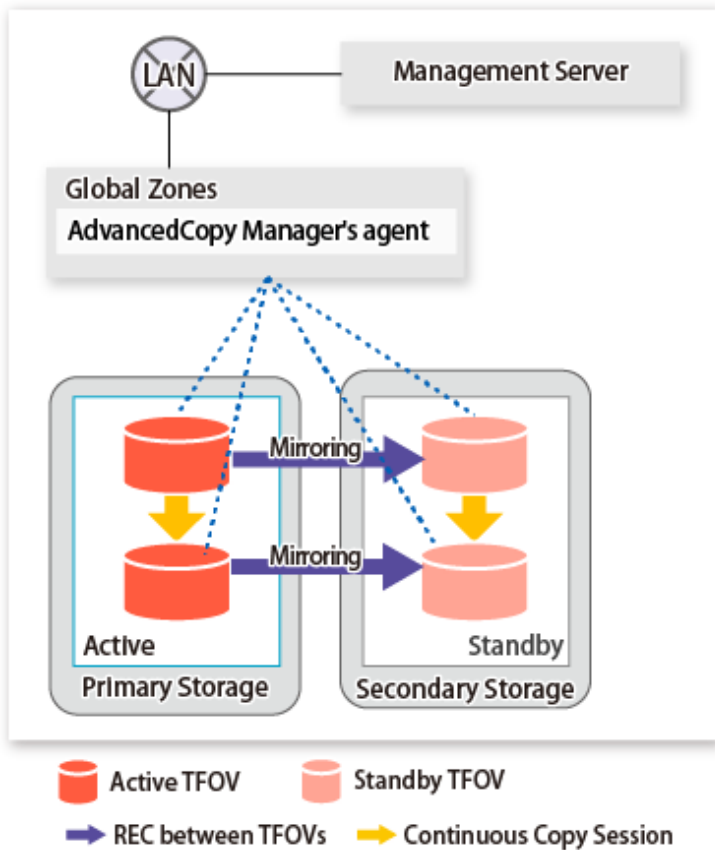 LAN
Management Server
Global Zones
AdvancedCopy Manager's agent
Mirroring
Mirroring
Active
Standby
Primary Storage
Secondary Storage
Active TFOV
Standby TFOV
REC between TFOVs
Continuous Copy Session